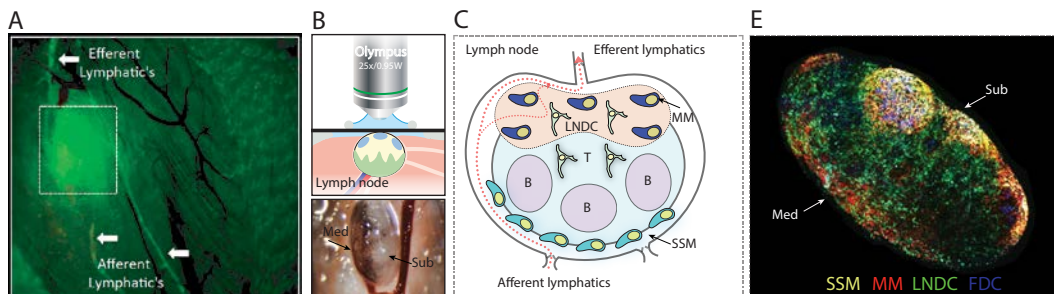 A
Efferent
Lymphatic's
Afferent
Lymphatic's
B
Olympus
25x/0.95W
Lymph node
Med
Sub
C
Lymph node
Efferent lymphatics
MM
LNDC
T
B
B
B
SSM
Afferent lymphatics
E
Sub
Med
SSM MM LNDC FDC